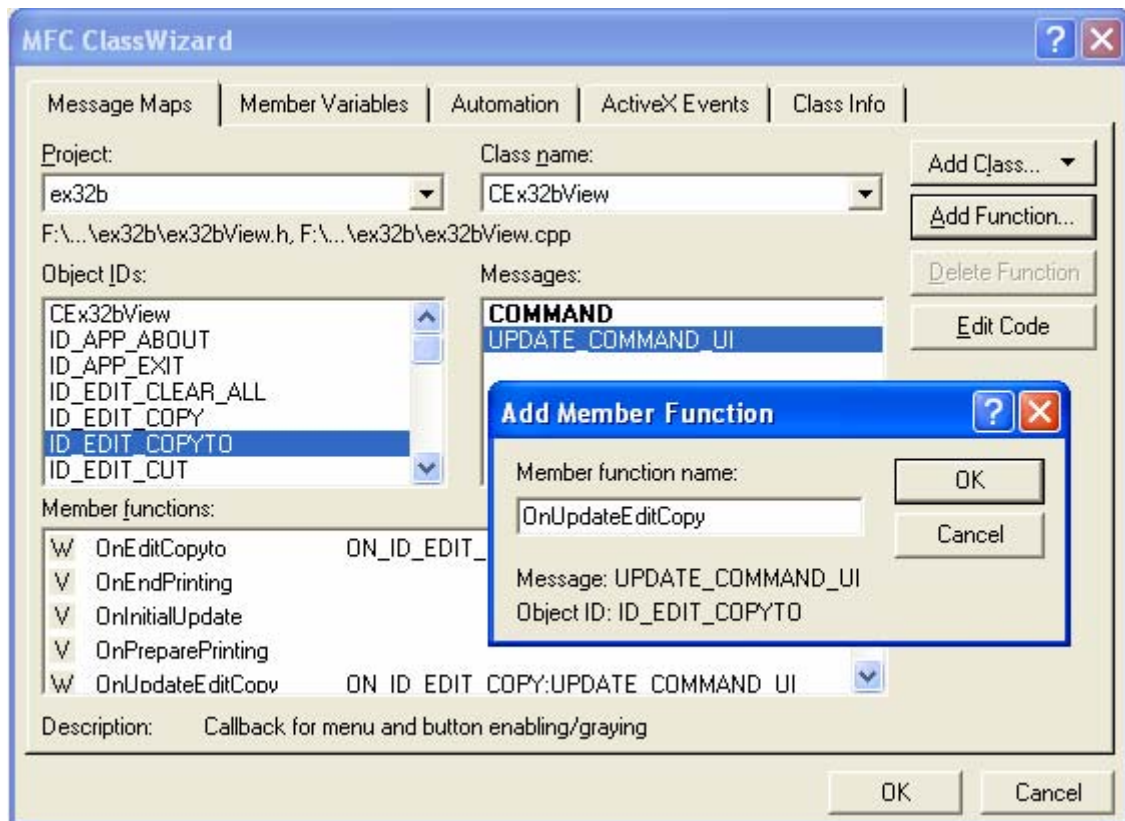 MFC ClassWizard
Message Maps Member Variables Automation ActiveX Events Class Info
Project: Class name:
Add Class...
ex32b CEx32bView
Add Function...
F:\...\ex32b\ex32bView.h, F:\...\ex32b\ex32bView.cpp
Object IDs: Messages:
Delete Function
CEx32bView COMMAND
ID_APP_ABOUT UPDATE_COMMAND_UI
Edit Code
ID_APP_EXIT
ID_EDIT_CLEAR_ALL
ID_EDIT_COPY
ID_EDIT_COPYTO
ID_EDIT_CUT
Add Member Function
Member function name:
OK
OnUpdateEditCopy
Cancel
Message: UPDATE_COMMAND_UI
Object ID: ID_EDIT_COPYTO
Member functions:
W OnEditCopyto ON_ID_EDIT_
V OnEndPrinting
V OnInitialUpdate
V OnPreparePrinting
W OnUpdateEditCopy ON_ID_EDIT_COPY:UPDATE_COMMAND_UI
Description: Callback for menu and button enabling/graying
OK Cancel